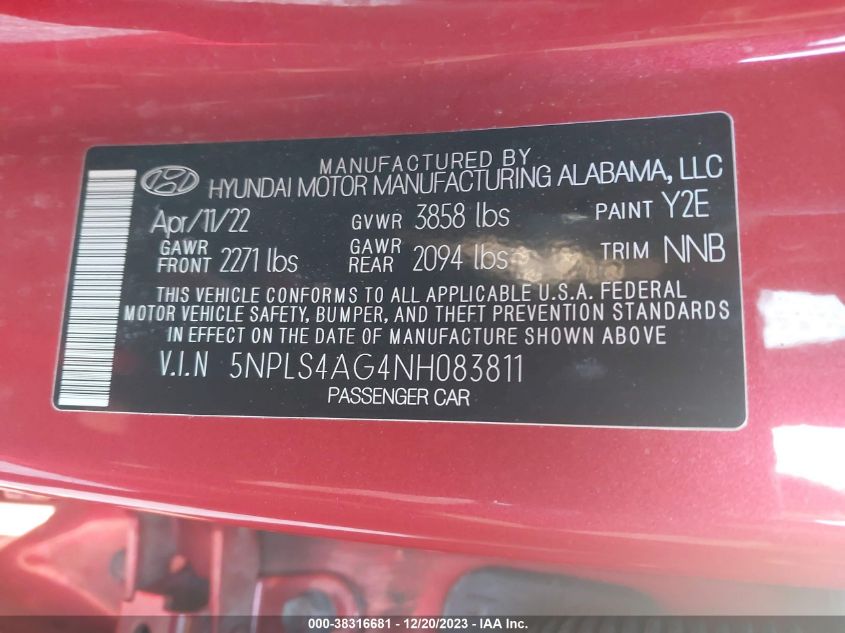 MANUFACTURED BY
HYUNDAI MOTOR MANUFACTURING ALABAMA, LLC
Apr/11/22 GVWR 3858 lbs PAINT Y2E
GAWR FRONT 2271 lbs GAWR REAR 2094 lbs TRIM NNB
THIS VEHICLE CONFORMS TO ALL APPLICABLE U.S.A. FEDERAL
MOTOR VEHICLE SAFETY, BUMPER, AND THEFT PREVENTION STANDARDS
IN EFFECT ON THE DATE OF MANUFACTURE SHOWN ABOVE
V.I.N 5NPLS4AG4NH083811
PASSENGER CAR
000-38316681 - 12/20/2023 - IAA Inc.